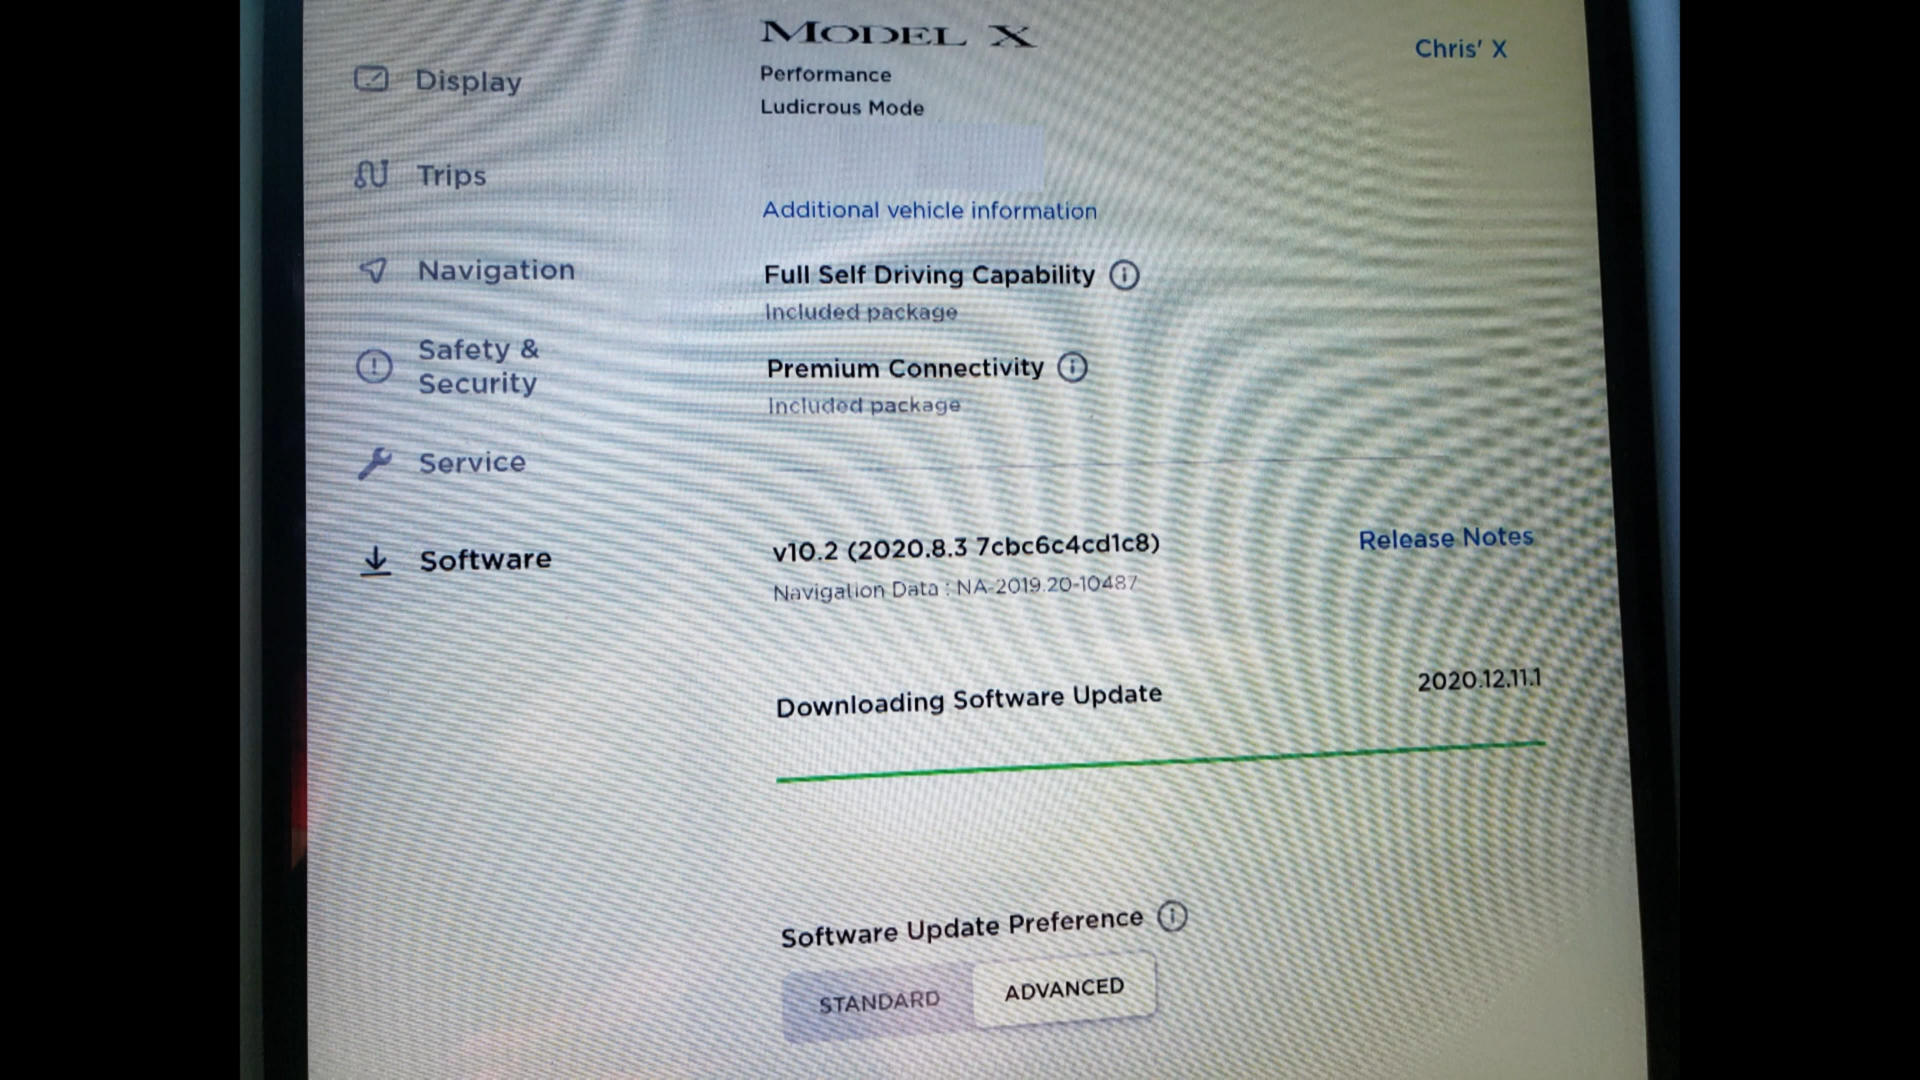 Display
Trips
Navigation
Safety &
Security
Service
Software
MODEL X
Chris' X
Performance
Ludicrous Mode
Additional vehicle information
Full Self Driving Capability
Included package
Premium Connectivity
Included package
v10.2 (2020.8.3 7cbc6c4cd1c8)
Release Notes
Navigation Data : NA-2019.20-10487
Downloading Software Update
2020.12.11.1
Software Update Preference
STANDARD
ADVANCED